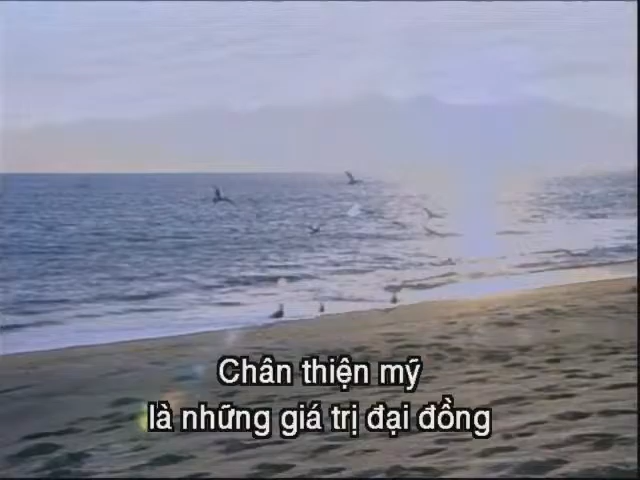 Chân thiện mỹ
là những giá trị đại đồng